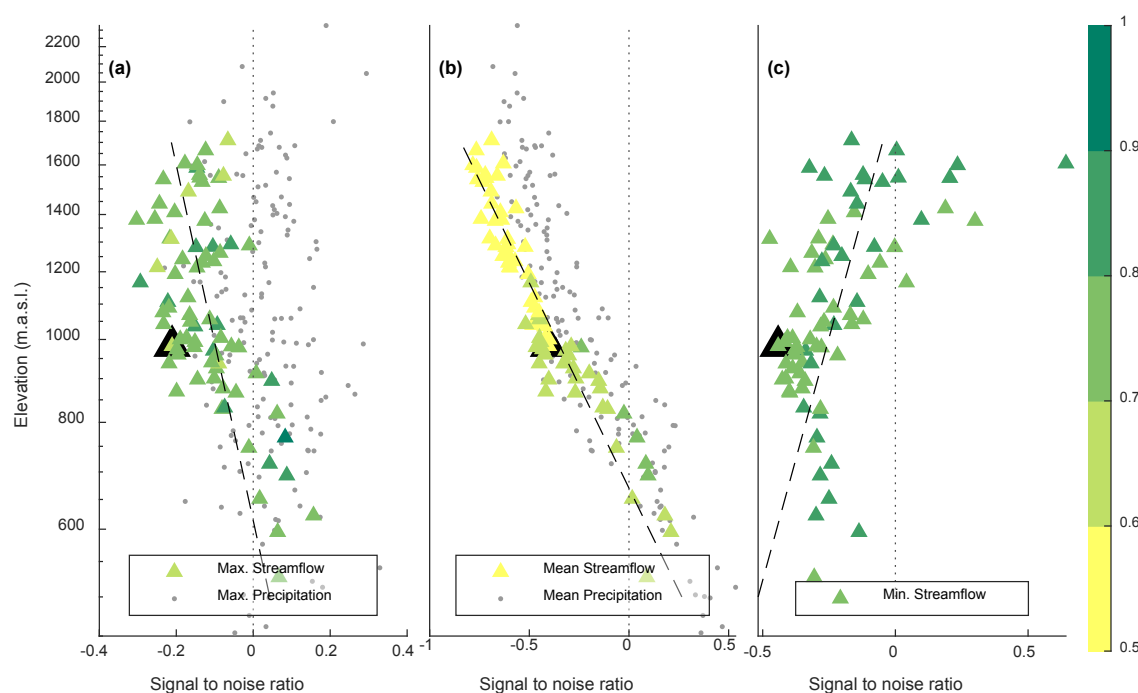 (a)
(b)
(c)
Elevation (m.a.s.l.)
2200
2000
1800
1600
1400
1200
1000
800
600
Max. Streamflow
Max. Precipitation
Mean Streamflow
Mean Precipitation
Min. Streamflow
-0.4 -0.2 0 0.2 0.4
-1 -0.5 0 0.5
-0.5 0 0.5
Signal to noise ratio
Signal to noise ratio
Signal to noise ratio
1
0.9
0.8
0.7
0.6
0.5